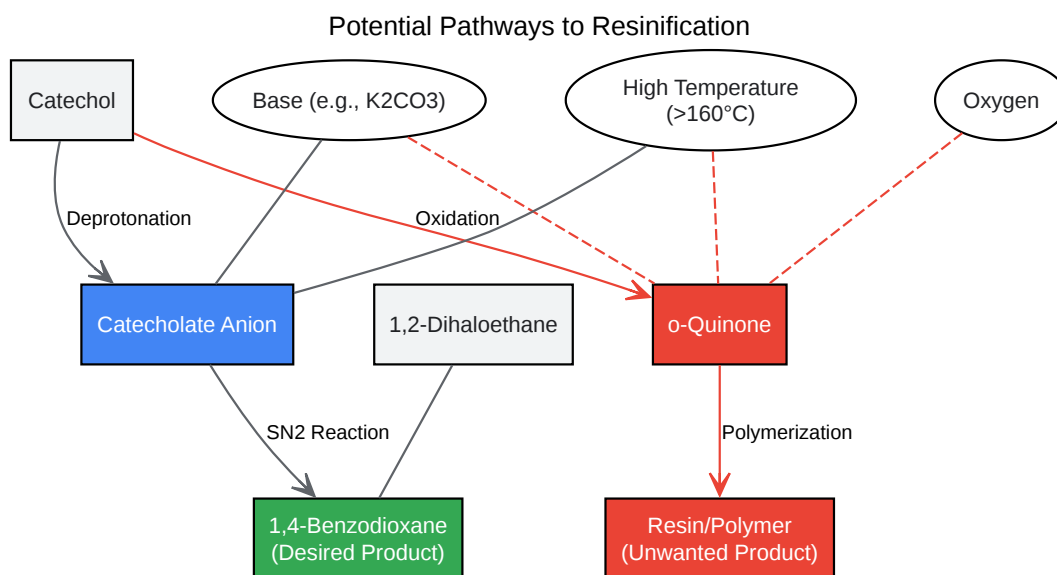 Potential Pathways to Resinification
Catechol
Base (e.g., K2CO3)
High Temperature
(>160°C)
Oxygen
Deprotonation
Oxidation
Catecholate Anion
1,2-Dihaloethane
o-Quinone
SN2 Reaction
Polymerization
1,4-Benzodioxane
(Desired Product)
Resin/Polymer
(Unwanted Product)